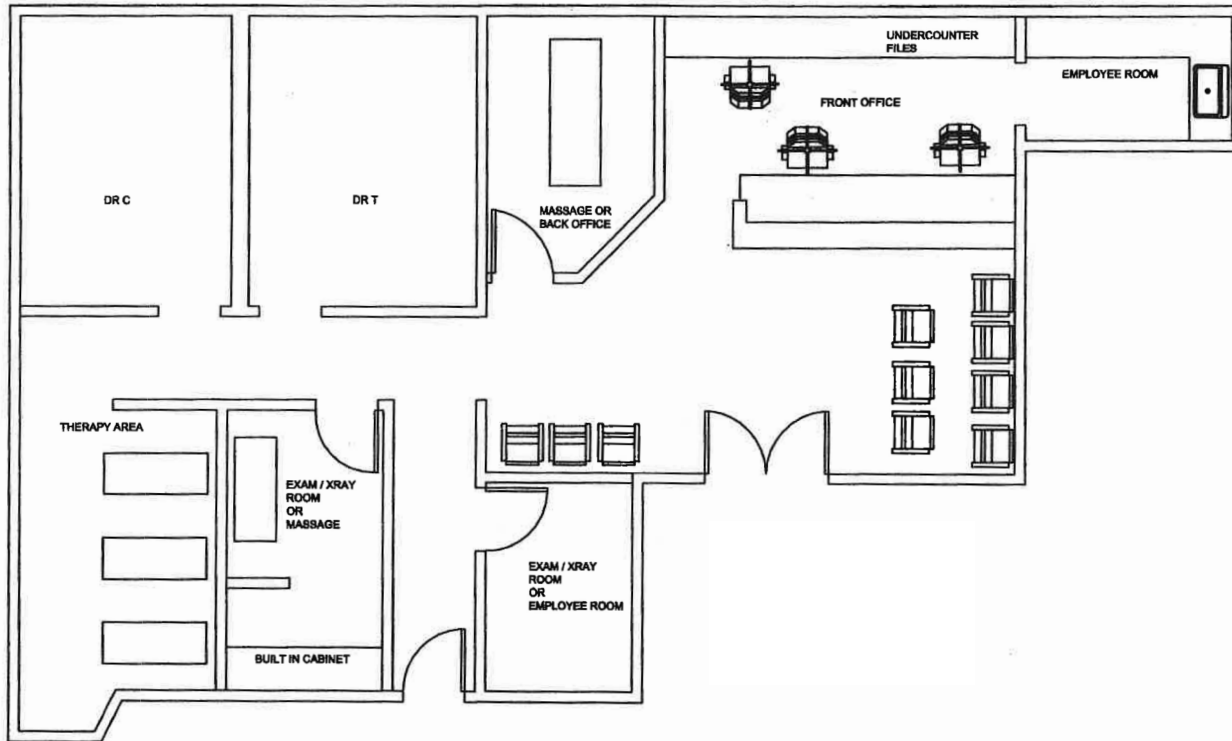 UNDERCOUNTER
FILES
EMPLOYEE ROOM
FRONT OFFICE
DR C
DR T
MASSAGE OR
BACK OFFICE
THERAPY AREA
EXAM / XRAY
ROOM
OR
MASSAGE
EXAM / XRAY
ROOM
OR
EMPLOYEE ROOM
BUILT IN CABINET